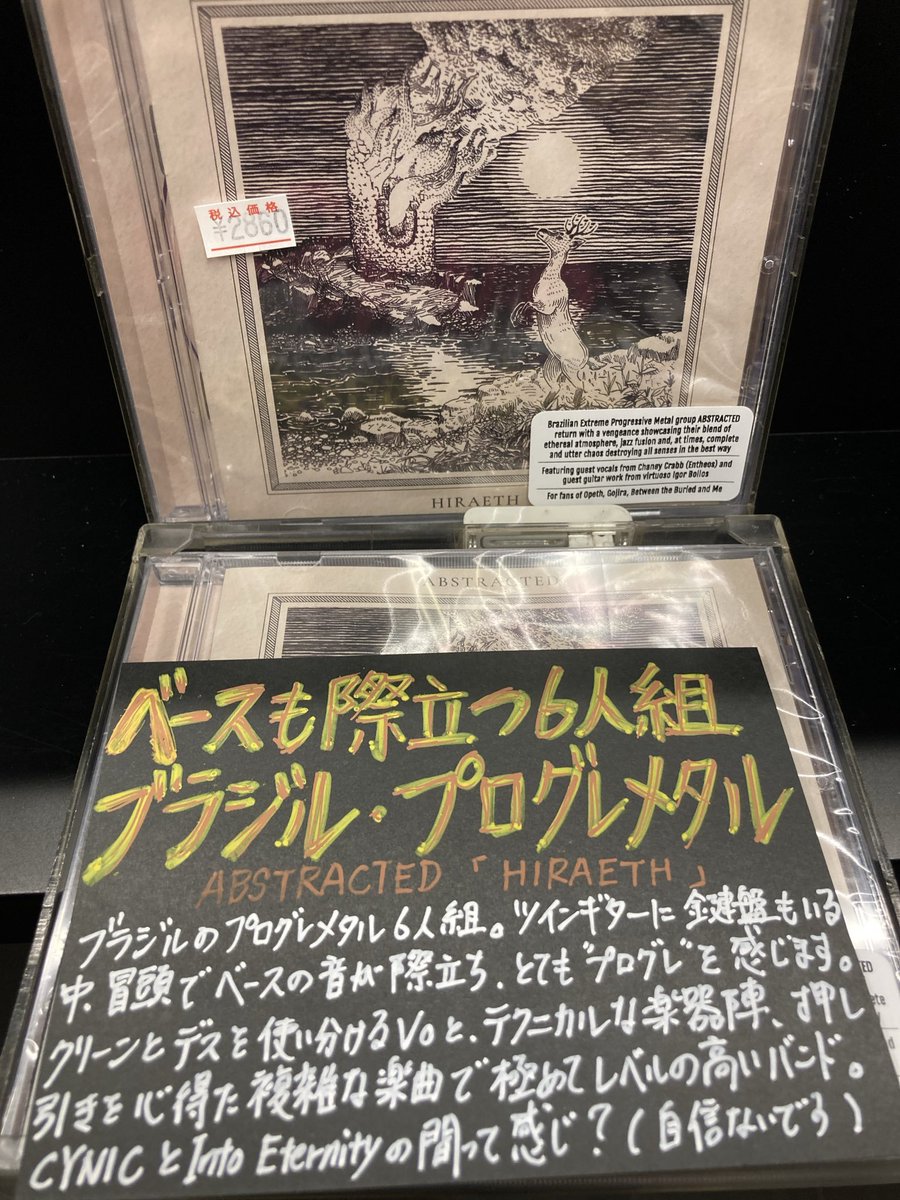 税込価格
¥2860
Brazilian Extreme Progressive Metal group ABSTRACTED
return with a vengeance showcasing their blend of
ethereal atmosphere, jazz fusion and, at times, complete
and utter chaos destroying all senses in the best way
Featuring guest vocals from Chaney Crabb (Entheos) and
guest guitar work from virtuoso Igor Bollos
For fans of Opeth, Gojira, Between the Buried and Me
HIRAETH
ABSTRACTED
ベースも際立つ6人組
ブラジル・プログレメタル
ABSTRACTED「HIRAETH」
ブラジルのプログレメタル6人組。ツインギターに鍵盤もいる
中、冒頭でベースの音が際立ち、とても"プログレ"を感じます。
クリーンとデスを使い分けるVoと、テクニカルな楽器陣、押し
引きを心得た複雑な楽曲で極めてレベルの高いバンド。
CYNICとInto Eternityの間って感じ?(自信ないです)